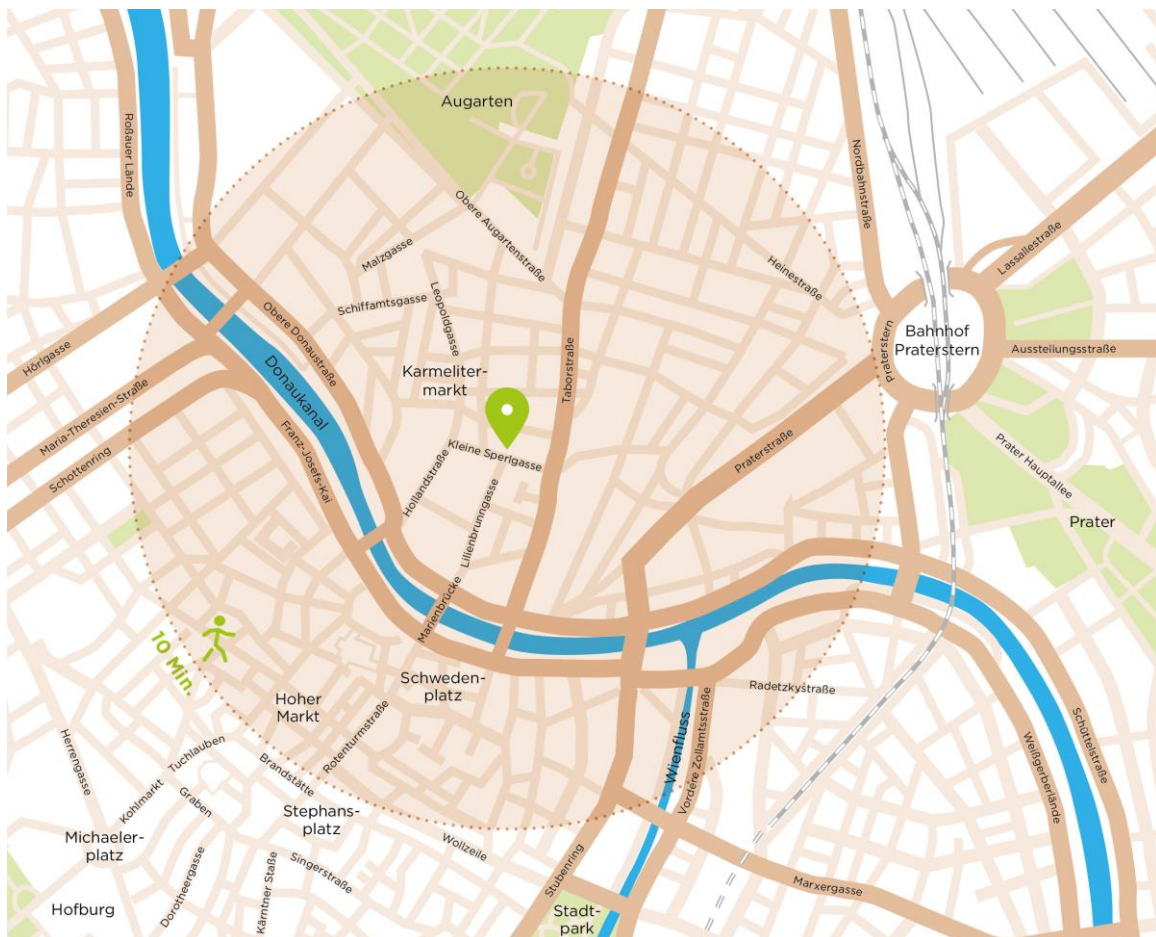 Augarten
Roßauer Lände
Nordbahnstraße
Obere Augartenstraße
Malzgasse
Heinestraße
Lassallestraße
Leopoldgasse
Schiffamtsgasse
Obere Donaustraße
Bahnhof
Praterstern
Praterstern
Aussteilungsstraße
Hörlgasse
Donaukanal
Karmeliter-
markt
Taborstraße
Maria-Theresien-Straße
Schottenring
Franz-Josefs-Kai
Kleine Sperlgasse
Hollandstraße
Praterstraße
Prater Hauptallee
Prater
Lilienbrunngasse
Marienbrücke
10 Min.
Schweden-
platz
Radetzkystraße
Hoher
Markt
Rotenturmstraße
Wienfluss
Vordere Zollamtsstraße
Schüttelstraße
Weißgerberlände
Herrengasse
Tuchlauben
Brandstätte
Kohlmarkt
Graben
Stephans-
platz
Michaeler-
platz
Wollzeile
Singerstraße
Dorotheergasse
Kärntner Staße
Stubenring
Marxergasse
Hofburg
Stadt-
park